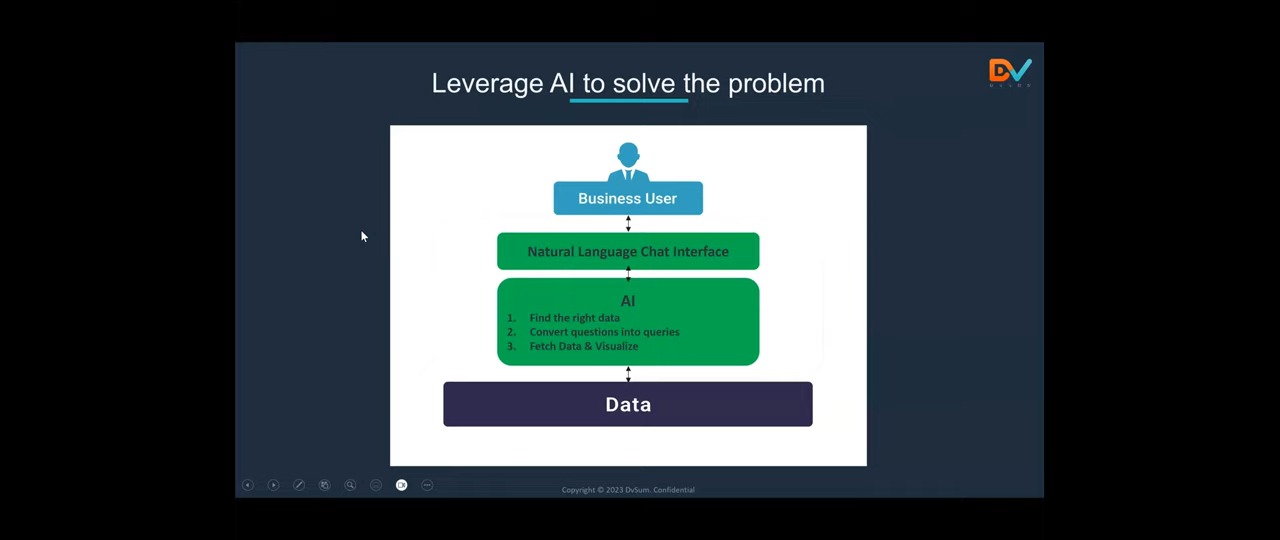 Leverage AI to solve the problem
DV
DVSUM
Business User
Natural Language Chat Interface
AI
1. Find the right data
2. Convert questions into queries
3. Fetch Data & Visualize
Data
Copyright © 2023 DvSum. Confidential